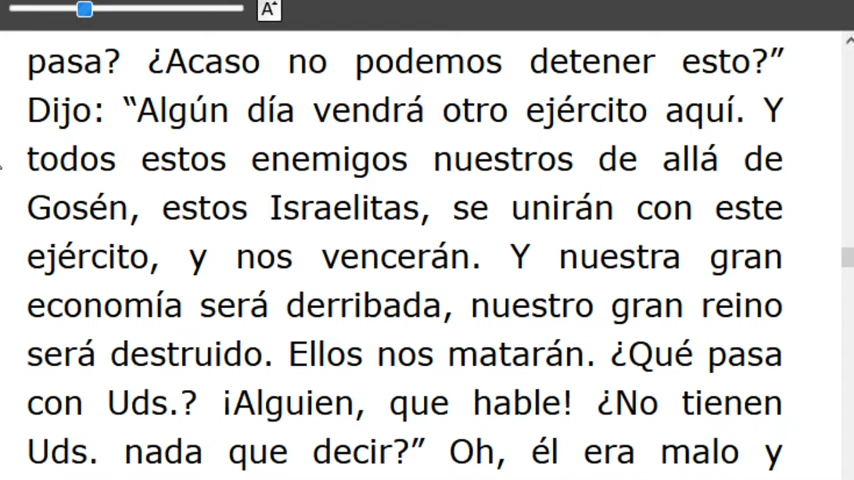 A
pasa? ¿Acaso no podemos detener esto?”
Dijo: “Algún día vendrá otro ejército aquí. Y
todos estos enemigos nuestros de allá de
Gosén, estos Israelitas, se unirán con este
ejército, y nos vencerán. Y nuestra gran
economía será derribada, nuestro gran reino
será destruido. Ellos nos matarán. ¿Qué pasa
con Uds.? ¡Alguien, que hable! ¿No tienen
Uds. nada que decir?” Oh, él era malo y